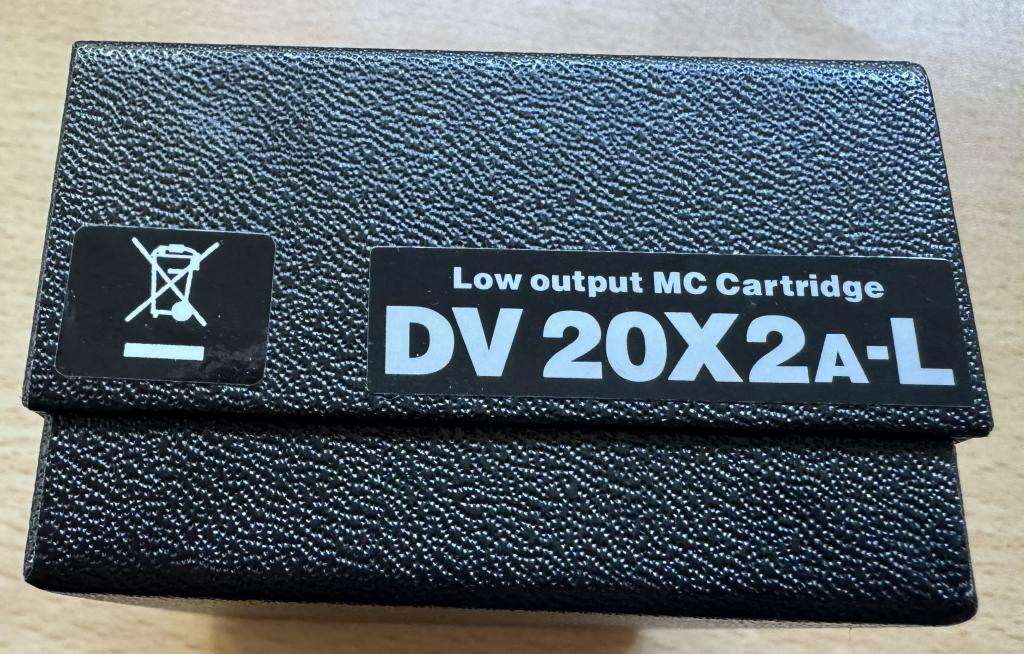 Low output MC Cartridge
DV 20X2A-L